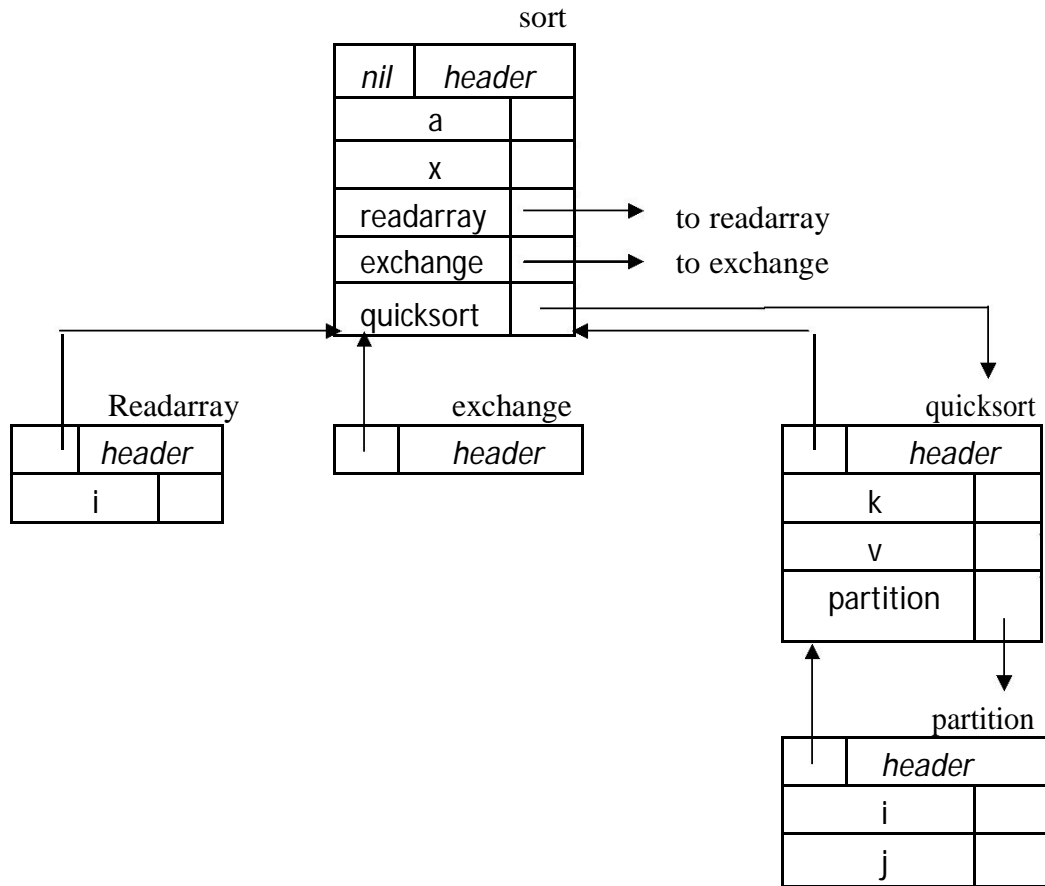 sort
nil header
a
x
readarray to readarray
exchange to exchange
quicksort
Readarray exchange quicksort
header header header
i k
v
partition
partition
header
i
j